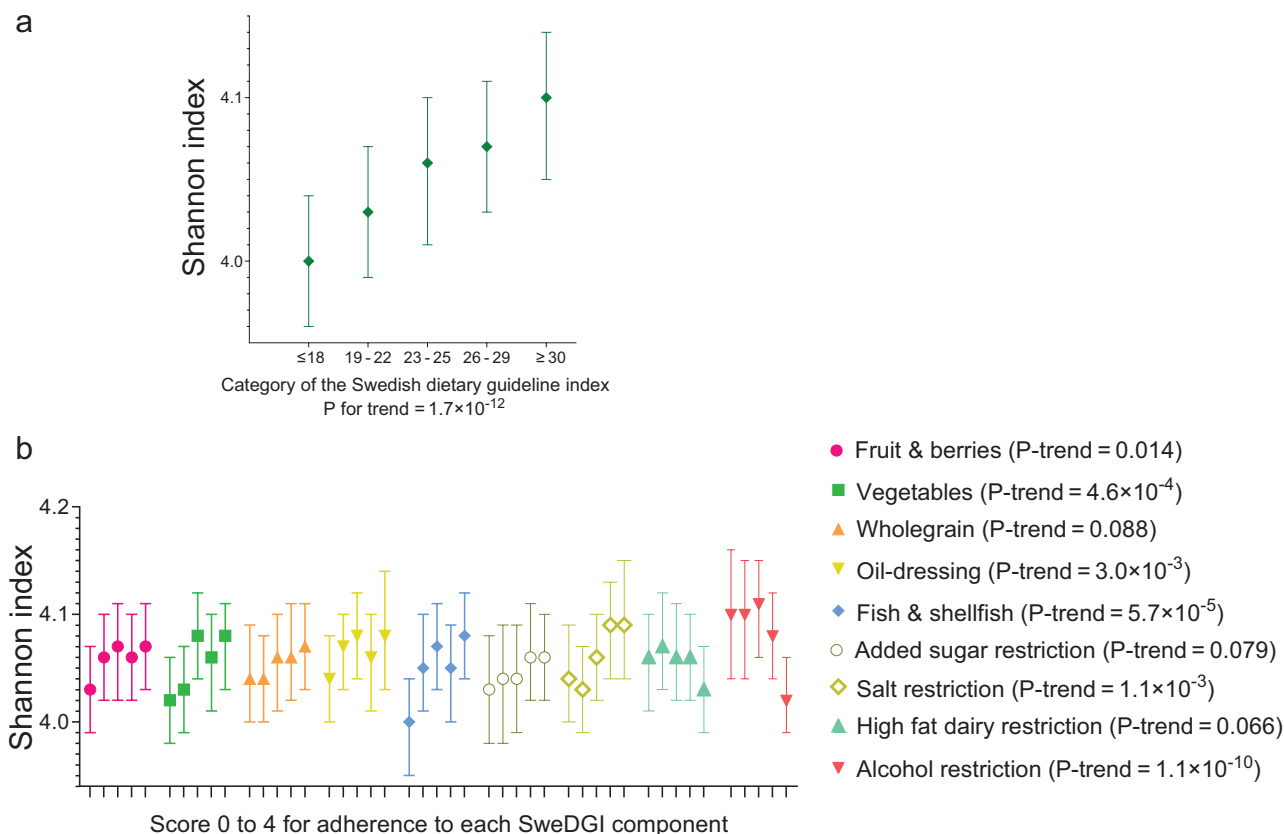 a
Shannon index
4.1
4.0
≤18 19 - 22 23 - 25 26 - 29 ≥ 30
Category of the Swedish dietary guideline index
P for trend = 1.7×10⁻¹²
b
Shannon index
4.2
4.1
4.0
Score 0 to 4 for adherence to each SweDGI component
Fruit & berries (P-trend = 0.014)
Vegetables (P-trend = 4.6×10⁻⁴)
Wholegrain (P-trend = 0.088)
Oil-dressing (P-trend = 3.0×10⁻³)
Fish & shellfish (P-trend = 5.7×10⁻⁵)
Added sugar restriction (P-trend = 0.079)
Salt restriction (P-trend = 1.1×10⁻³)
High fat dairy restriction (P-trend = 0.066)
Alcohol restriction (P-trend = 1.1×10⁻¹⁰)